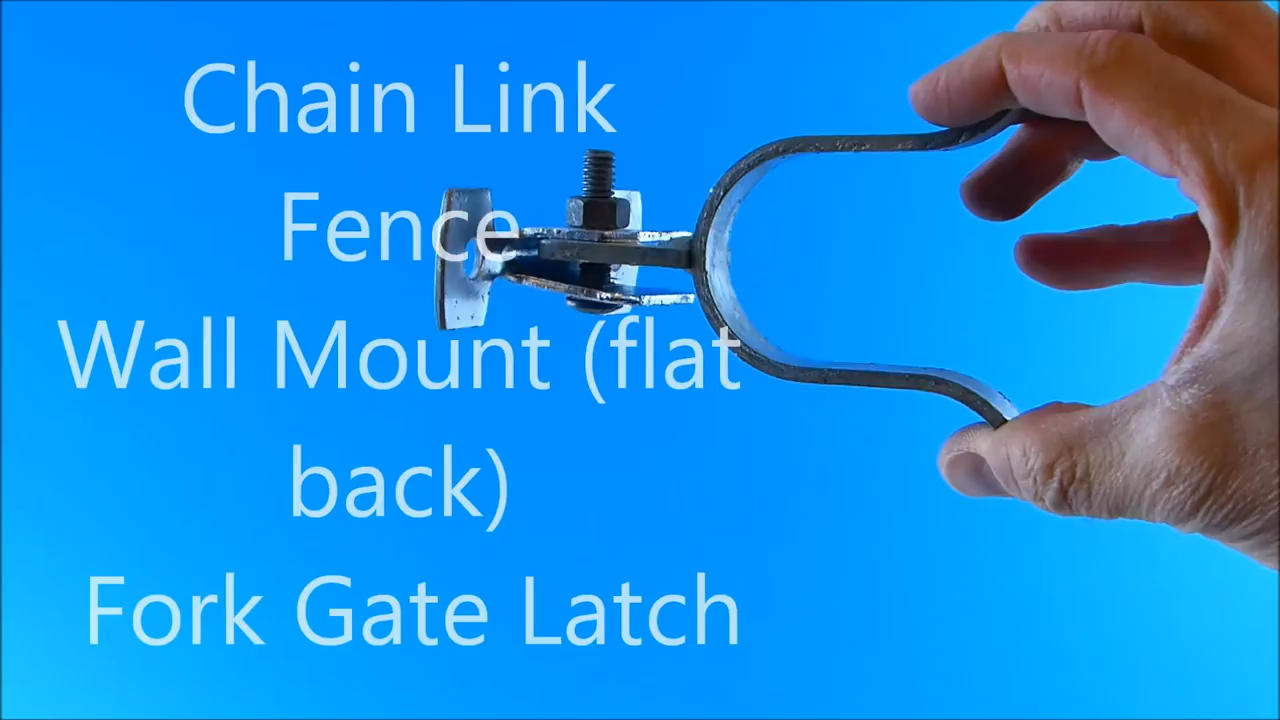 Chain Link
Fence
Wall Mount (flat
back)
Fork Gate Latch